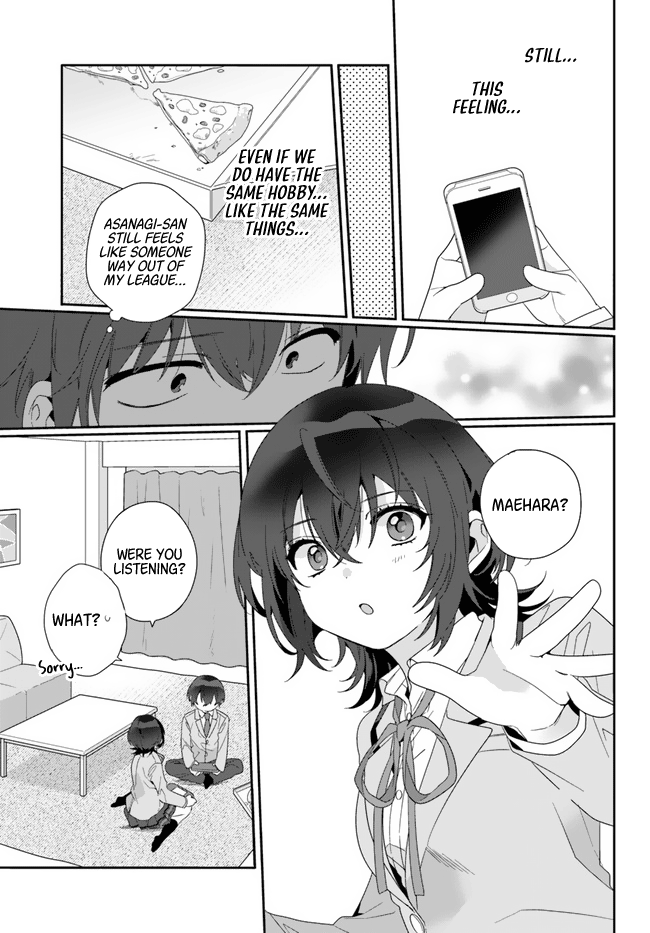 STILL...
THIS
FEELING...
EVEN IF WE
DO HAVE THE
SAME HOBBY...
LIKE THE SAME
THINGS...
ASANAGI-SAN
STILL FEELS
LIKE SOMEONE
WAY OUT OF
MY LEAGUE...
MAEHARA?
WERE YOU
LISTENING?
WHAT?
Sorry...